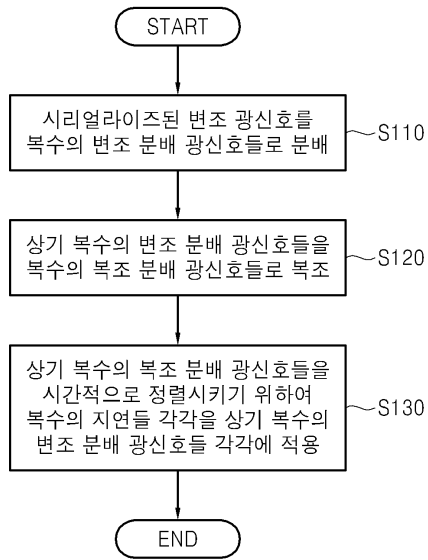 START
시리얼라이즈된 변조 광신호를
복수의 변조 분배 광신호들로 분배
S110
상기 복수의 변조 분배 광신호들을
복수의 복조 분배 광신호들로 복조
S120
상기 복수의 복조 분배 광신호들을
시간적으로 정렬시키기 위하여
복수의 지연들 각각을 상기 복수의
변조 분배 광신호들 각각에 적용
S130
END